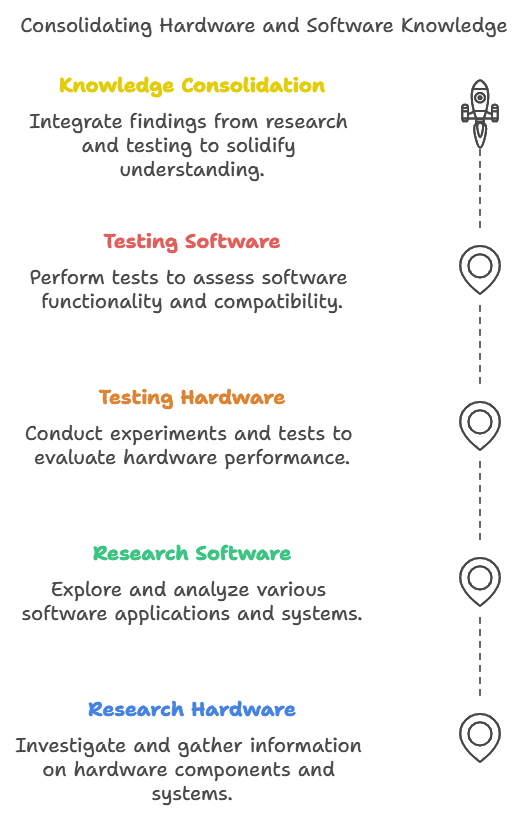 Consolidating Hardware and Software Knowledge
Knowledge Consolidation
Integrate findings from research
and testing to solidify
understanding.
Testing Software
Perform tests to assess software
functionality and compatibility.
Testing Hardware
Conduct experiments and tests to
evaluate hardware performance.
Research Software
Explore and analyze various
software applications and systems.
Research Hardware
Investigate and gather information
on hardware components and
systems.